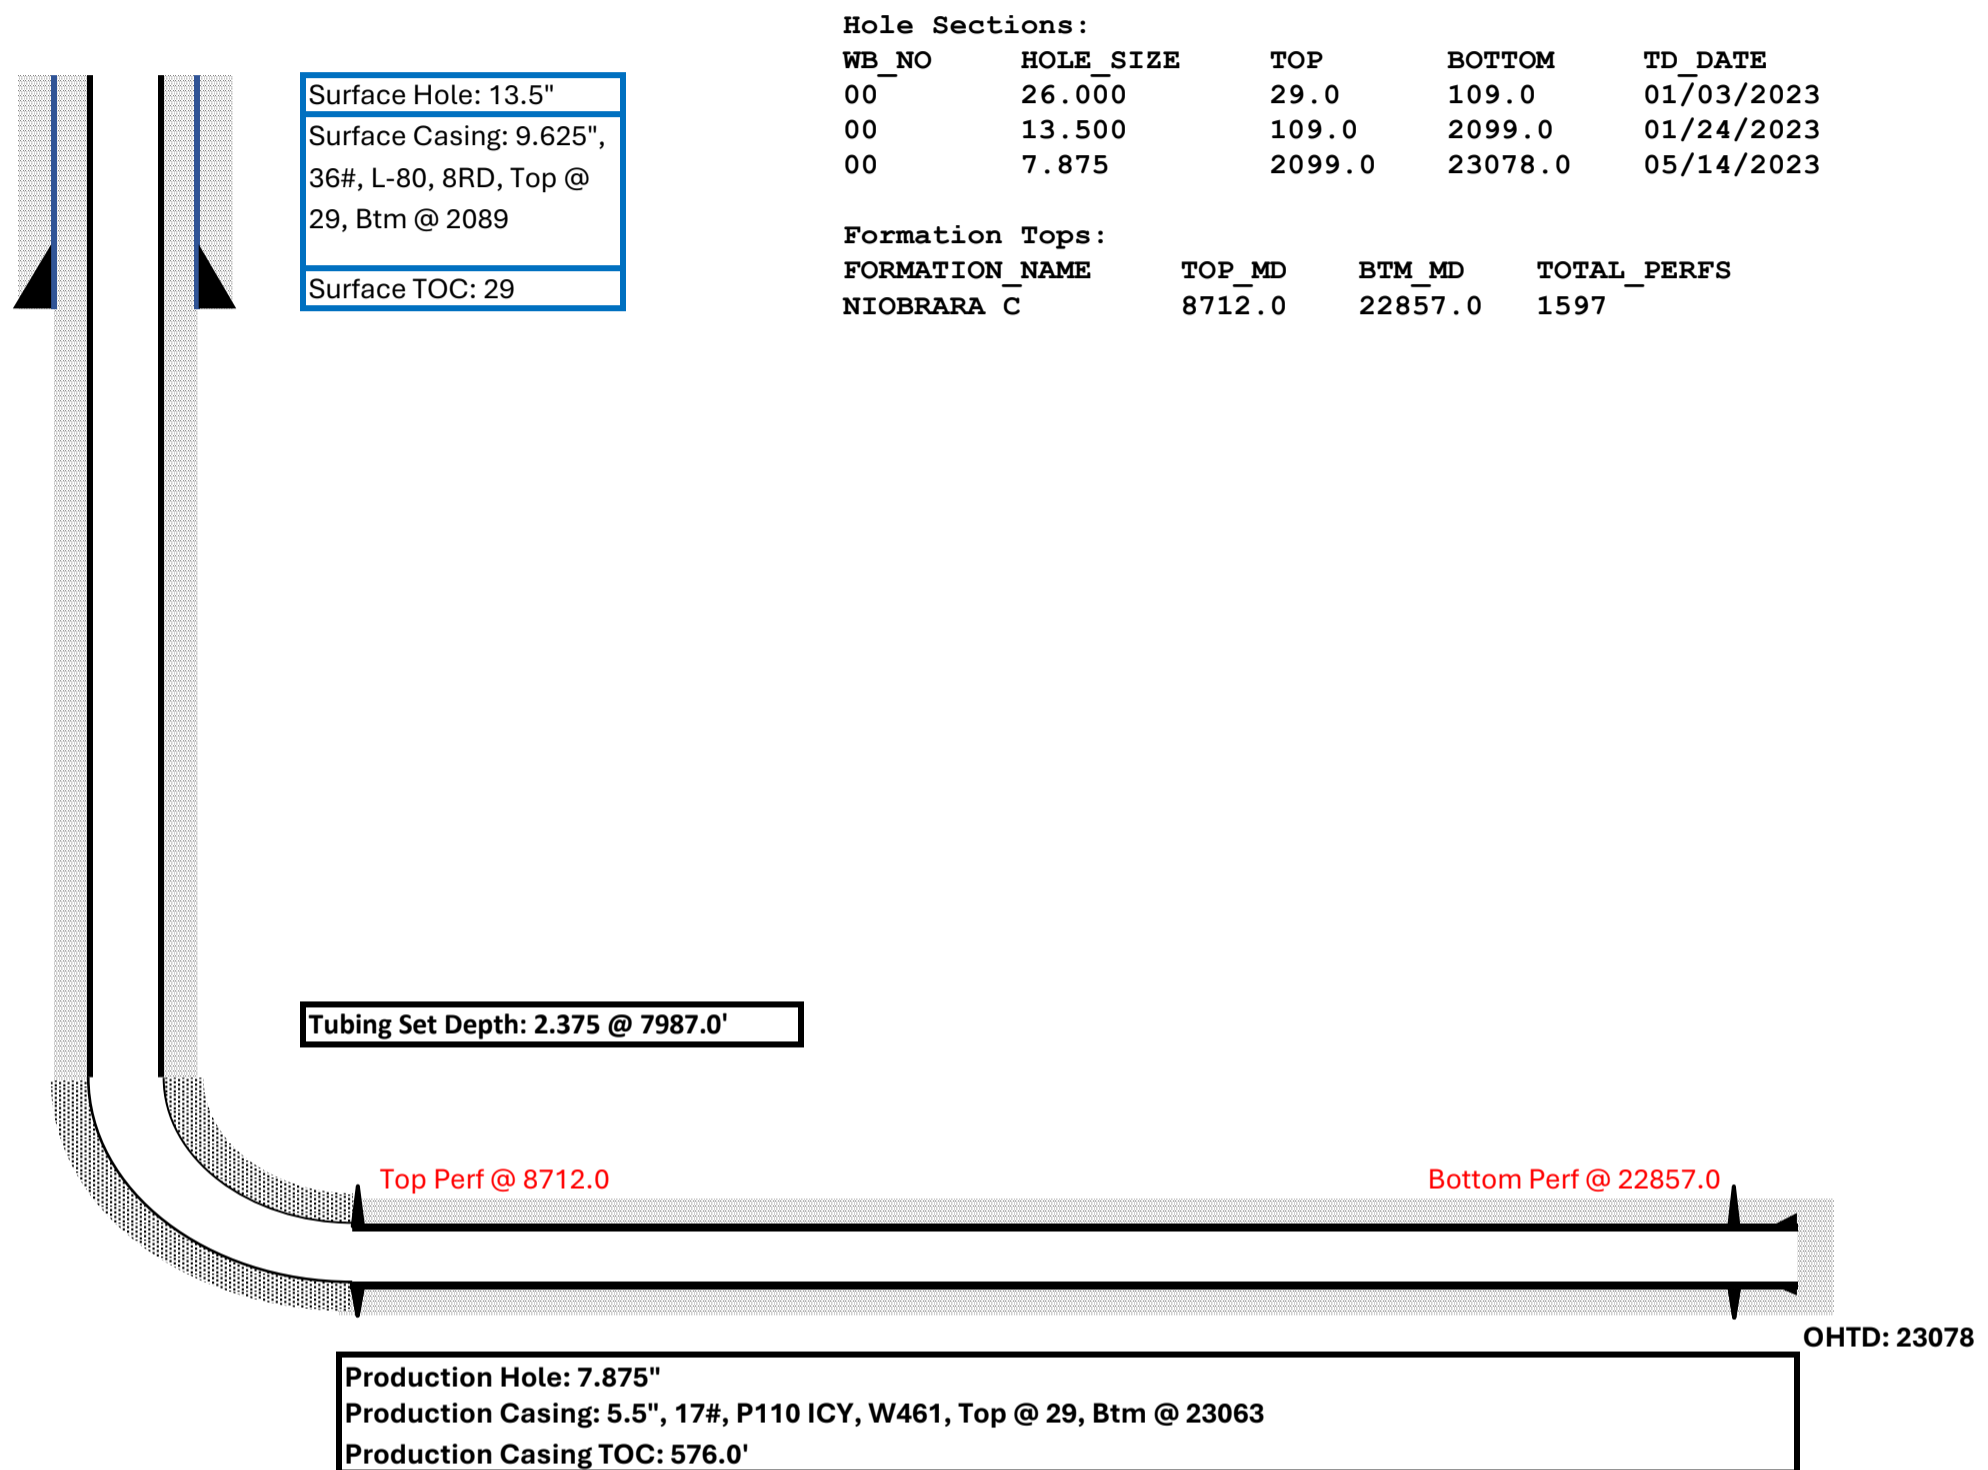 Hole Sections:
WB_NO HOLE_SIZE TOP BOTTOM TD_DATE
00 26.000 29.0 109.0 01/03/2023
00 13.500 109.0 2099.0 01/24/2023
00 7.875 2099.0 23078.0 05/14/2023
Formation Tops:
FORMATION_NAME TOP_MD BTM_MD TOTAL_PERFS
NIOBRARA C 8712.0 22857.0 1597
Surface Hole: 13.5"
Surface Casing: 9.625",
36#, L-80, 8RD, Top @
29, Btm @ 2089
Surface TOC: 29
Tubing Set Depth: 2.375 @ 7987.0'
Top Perf @ 8712.0
Bottom Perf @ 22857.0
OHTD: 23078
Production Hole: 7.875"
Production Casing: 5.5", 17#, P110 ICY, W461, Top @ 29, Btm @ 23063
Production Casing TOC: 576.0'